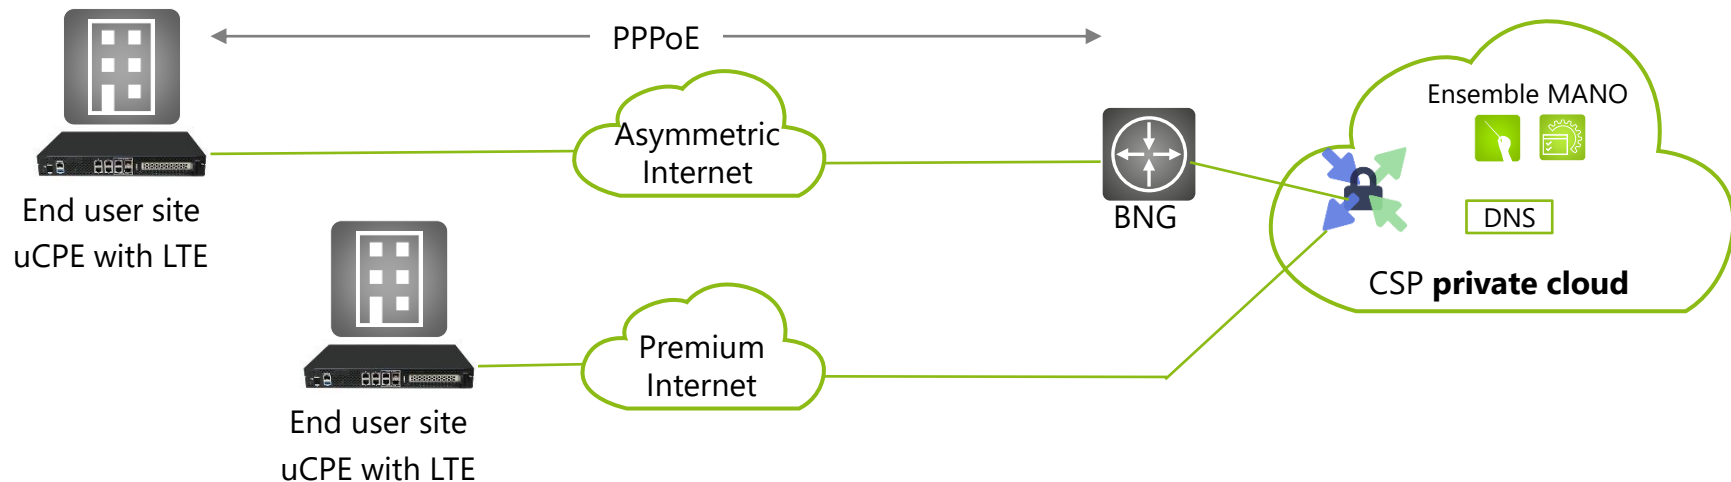 PPPoE
Asymmetric
Internet
End user site
uCPE with LTE
BNG
Ensemble MANO
DNS
CSP private cloud
Premium
Internet
End user site
uCPE with LTE